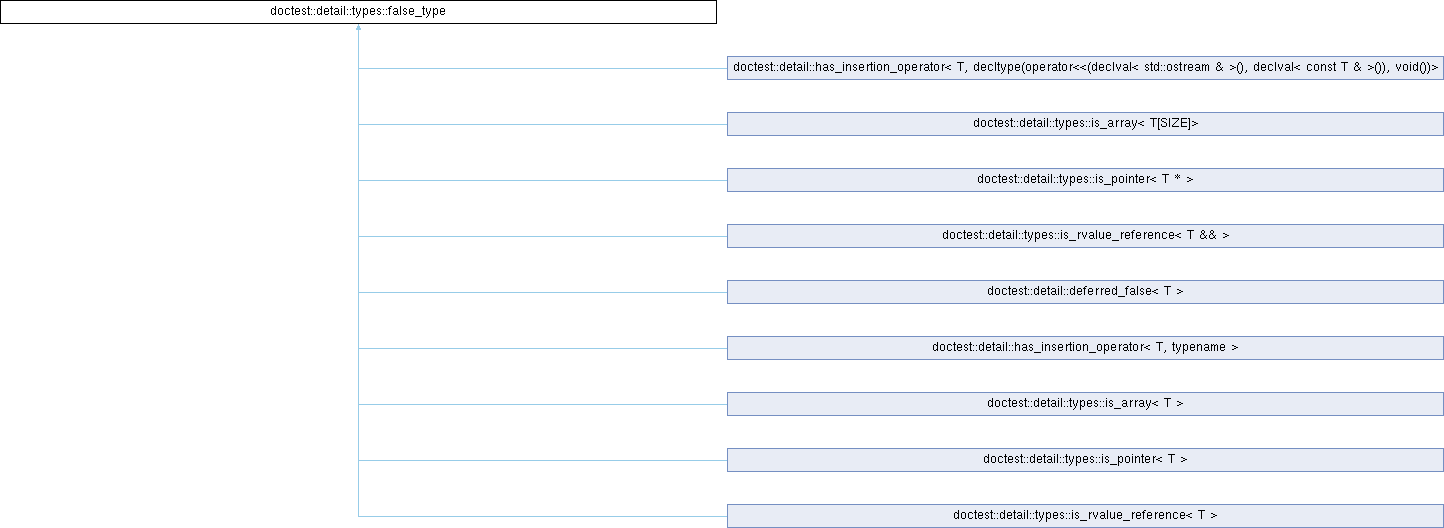 doctest::detail::types::false_type
doctest::detail::has_insertion_operator< T, decltype(operator<<(declval< std::ostream & >(), declval< const T & >()), void())>
doctest::detail::types::is_array< T[SIZE]>
doctest::detail::types::is_pointer< T * >
doctest::detail::types::is_rvalue_reference< T && >
doctest::detail::deferred_false< T >
doctest::detail::has_insertion_operator< T, typename >
doctest::detail::types::is_array< T >
doctest::detail::types::is_pointer< T >
doctest::detail::types::is_rvalue_reference< T >